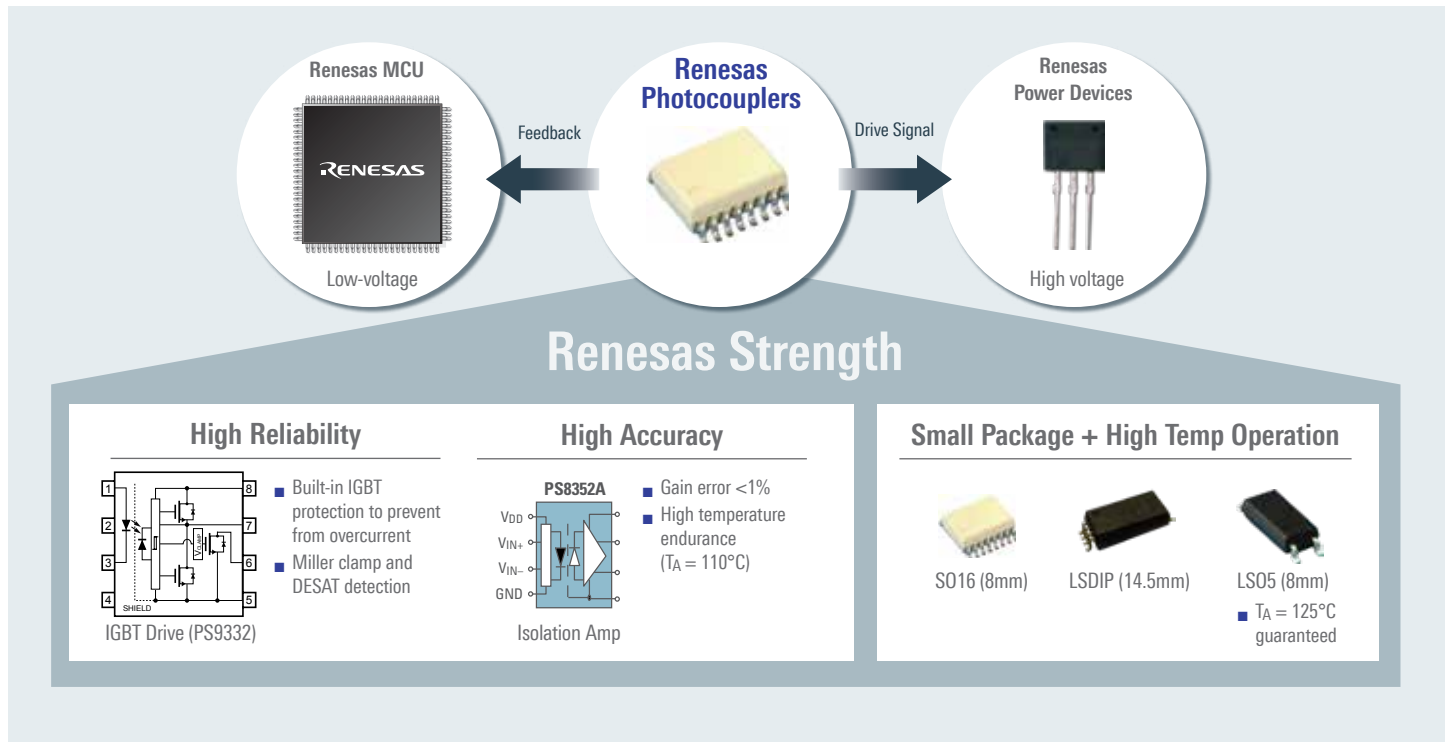 Renesas MCU
RENESAS
Low-voltage
Feedback
Renesas
Photocouplers
Drive Signal
Renesas
Power Devices
High voltage
Renesas Strength
High Reliability
1
2
3
4
8
7
6
5
SHIELD
IGBT Drive (PS9332)
■ Built-in IGBT
protection to prevent
from overcurrent
■ Miller clamp and
DESAT detection
High Accuracy
PS8352A
VDD
VIN+
VIN–
GND
Isolation Amp
■ Gain error <1%
■ High temperature
endurance
(TA = 110°C)
Small Package + High Temp Operation
SO16 (8mm)
LSDIP (14.5mm)
LSO5 (8mm)
■ TA = 125°C
guaranteed